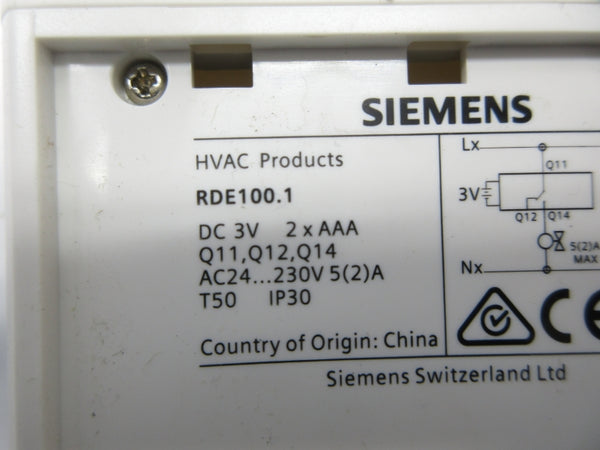 SIEMENS
HVAC Products
RDE100.1
DC 3V 2 x AAA
Q11,Q12,Q14
AC24...230V 5(2)A
T50 IP30
Country of Origin: China
Lx
Q11
3V
Q12 Q14
5(2)A
MAX
Nx
CE
Siemens Switzerland Ltd